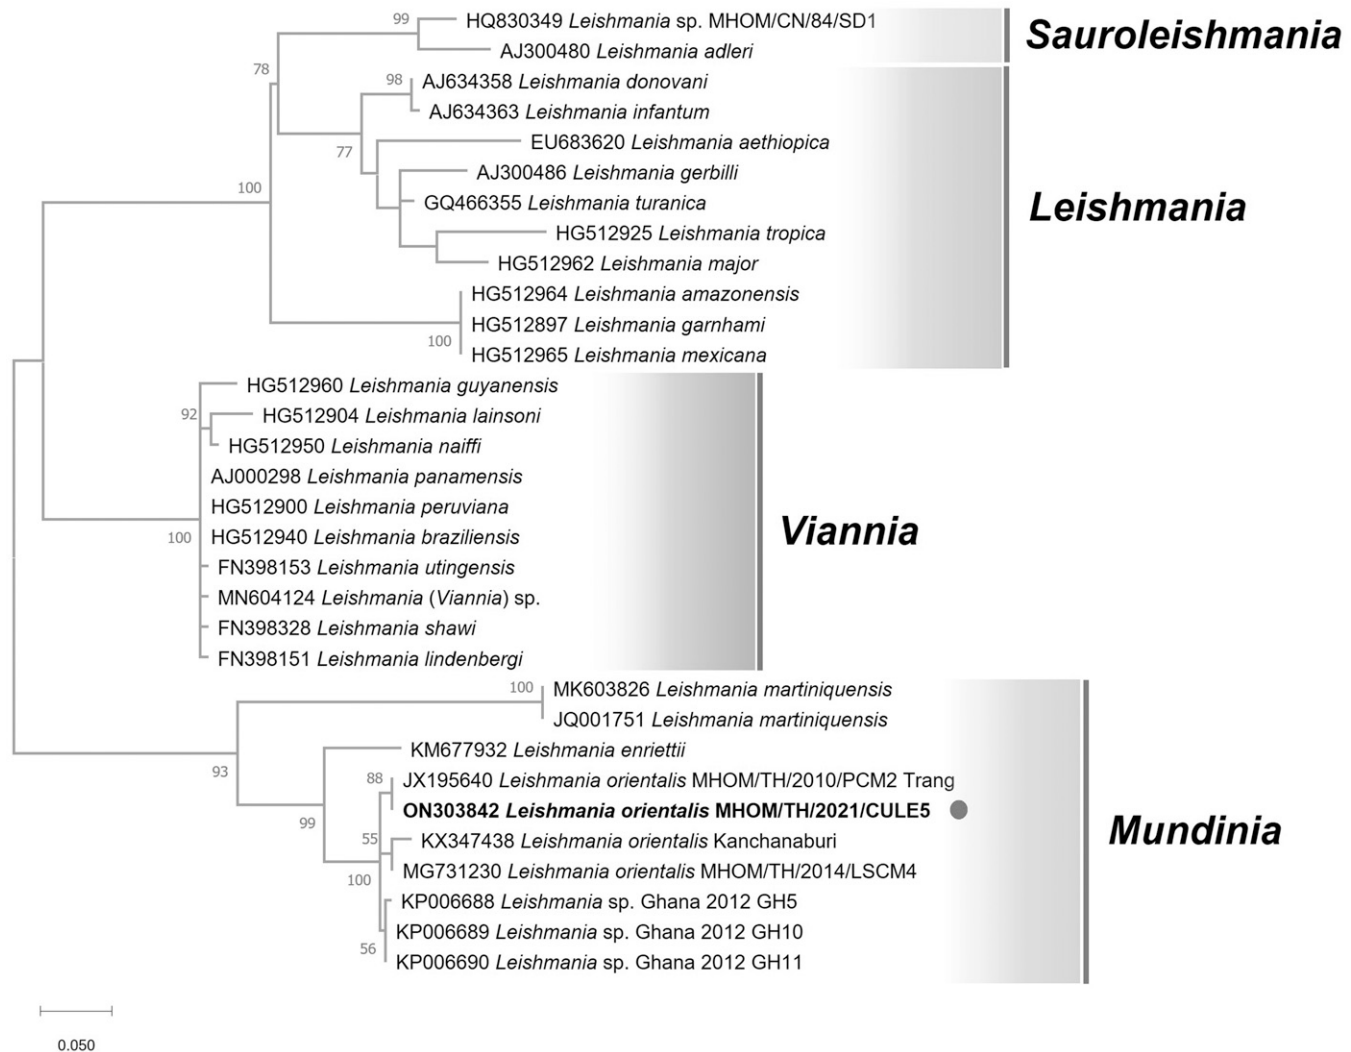 99
HQ830349 Leishmania sp. MHOM/CN/84/SD1
AJ300480 Leishmania adleri
Sauroleishmania
78
98
AJ634358 Leishmania donovani
AJ634363 Leishmania infantum
77
EU683620 Leishmania aethiopica
100
AJ300486 Leishmania gerbilli
GQ466355 Leishmania turanica
Leishmania
HG512925 Leishmania tropica
HG512962 Leishmania major
HG512964 Leishmania amazonensis
HG512897 Leishmania garnhami
100
HG512965 Leishmania mexicana
HG512960 Leishmania guyanensis
92
HG512904 Leishmania lainsoni
HG512950 Leishmania naiffi
AJ000298 Leishmania panamensis
HG512900 Leishmania peruviana
100
HG512940 Leishmania braziliensis
Viannia
FN398153 Leishmania utingensis
MN604124 Leishmania (Viannia) sp.
FN398328 Leishmania shawi
FN398151 Leishmania lindenbergi
100
MK603826 Leishmania martiniquensis
JQ001751 Leishmania martiniquensis
93
KM677932 Leishmania enriettii
88
JX195640 Leishmania orientalis MHOM/TH/2010/PCM2 Trang
ON303842 Leishmania orientalis MHOM/TH/2021/CULE5
99
55
KX347438 Leishmania orientalis Kanchanaburi
Mundinia
100
MG731230 Leishmania orientalis MHOM/TH/2014/LSCM4
KP006688 Leishmania sp. Ghana 2012 GH5
KP006689 Leishmania sp. Ghana 2012 GH10
56
KP006690 Leishmania sp. Ghana 2012 GH11
0.050